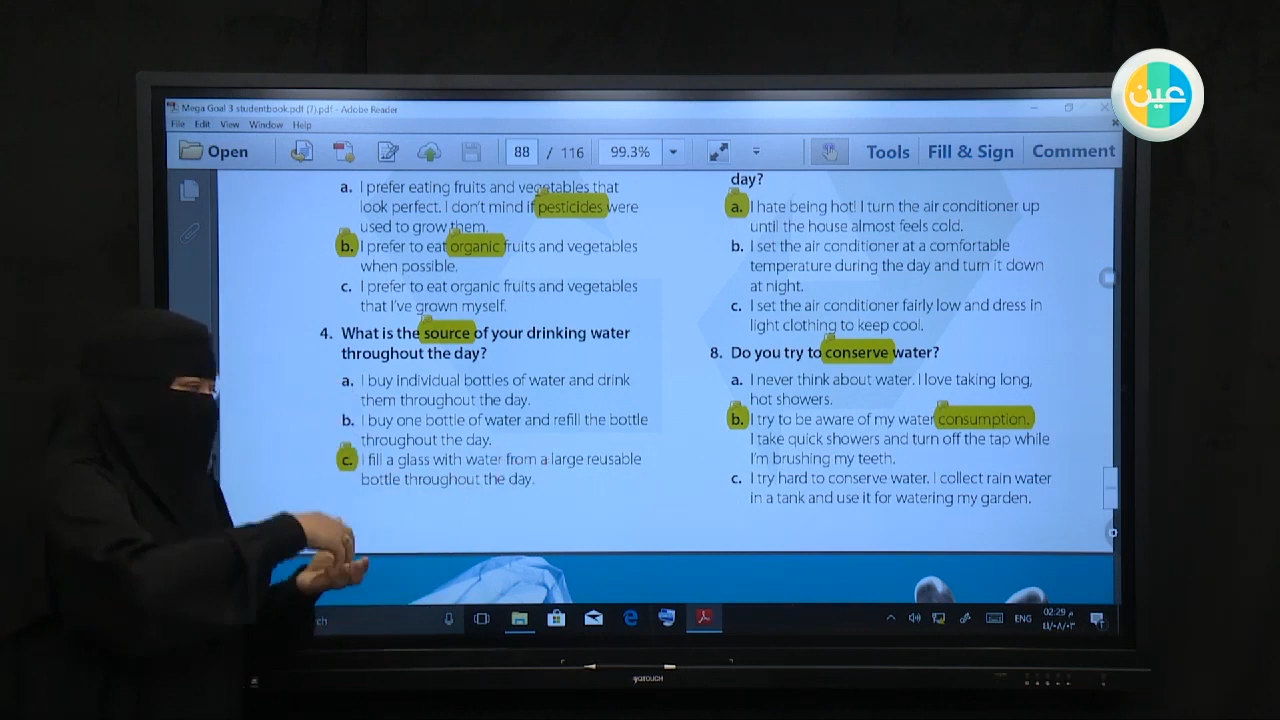 عين
Mega Goal 3 studentbook.pdf (7).pdf - Adobe Reader
File Edit View Window Help
Open 88 / 116 99.3% Tools Fill & Sign Comment
a. I prefer eating fruits and vegetables that
look perfect. I don't mind if pesticides were
used to grow them.
b. I prefer to eat organic fruits and vegetables
when possible.
c. I prefer to eat organic fruits and vegetables
that I've grown myself.
4. What is the source of your drinking water
throughout the day?
a. I buy individual bottles of water and drink
them throughout the day.
b. I buy one bottle of water and refill the bottle
throughout the day.
c. I fill a glass with water from a large reusable
bottle throughout the day.
day?
a. I hate being hot! I turn the air conditioner up
until the house almost feels cold.
b. I set the air conditioner at a comfortable
temperature during the day and turn it down
at night.
c. I set the air conditioner fairly low and dress in
light clothing to keep cool.
8. Do you try to conserve water?
a. I never think about water. I love taking long,
hot showers.
b. I try to be aware of my water consumption.
I take quick showers and turn off the tap while
I'm brushing my teeth.
c. I try hard to conserve water. I collect rain water
in a tank and use it for watering my garden.
ch
ENG
02:29 م
٤١/٠٨/٠٣